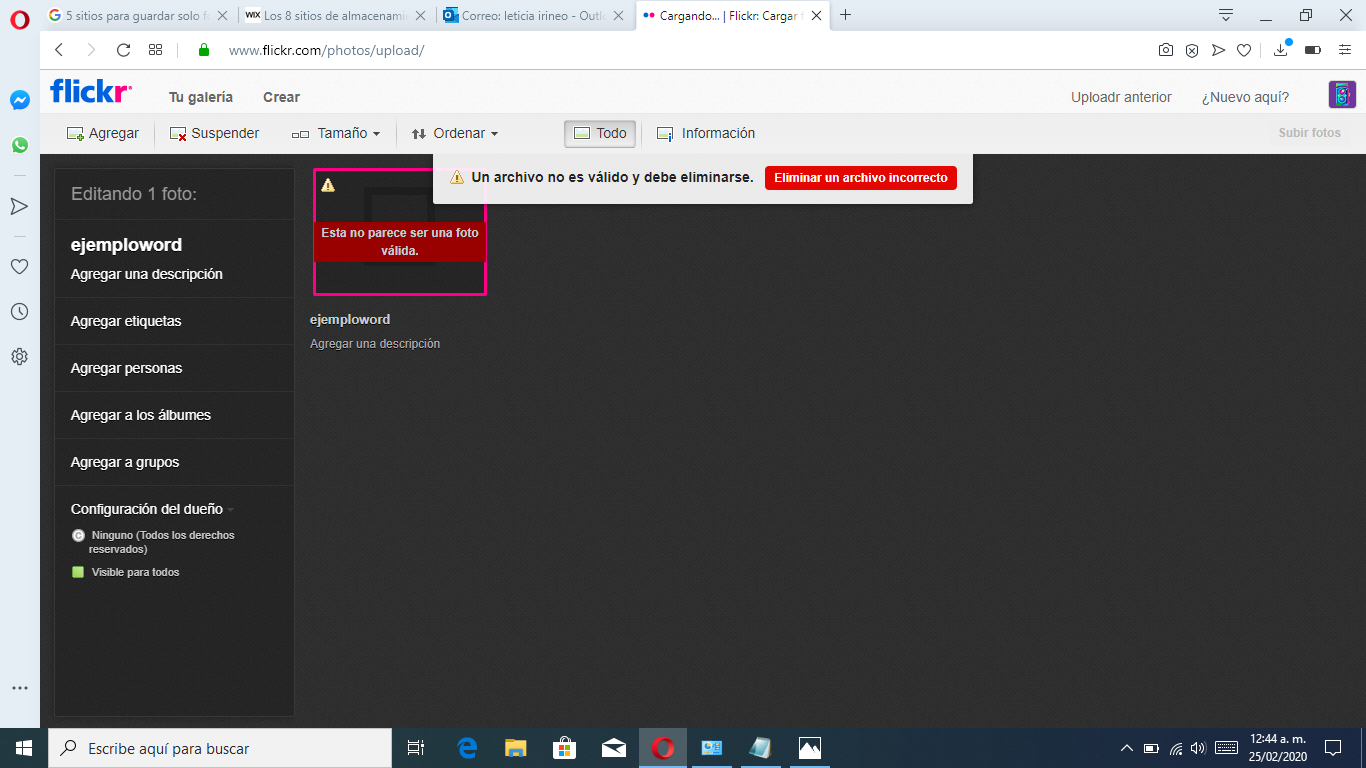 5 sitios para guardar solo f
Los 8 sitios de almacenami
Correo: leticia irineo - Outl
Cargando... | Flickr: Cargar f
www.flickr.com/photos/upload/
flickr
Tu galería
Crear
Uploadr anterior
¿Nuevo aquí?
Agregar
Suspender
Tamaño
Ordenar
Todo
Información
Subir fotos
Un archivo no es válido y debe eliminarse.
Eliminar un archivo incorrecto
Editando 1 foto:
ejemploword
Agregar una descripción
Agregar etiquetas
Agregar personas
Agregar a los álbumes
Agregar a grupos
Configuración del dueño
Ninguno (Todos los derechos
reservados)
Visible para todos
Esta no parece ser una foto
válida.
ejemploword
Agregar una descripción
Escribe aquí para buscar
12:44 a. m.
25/02/2020